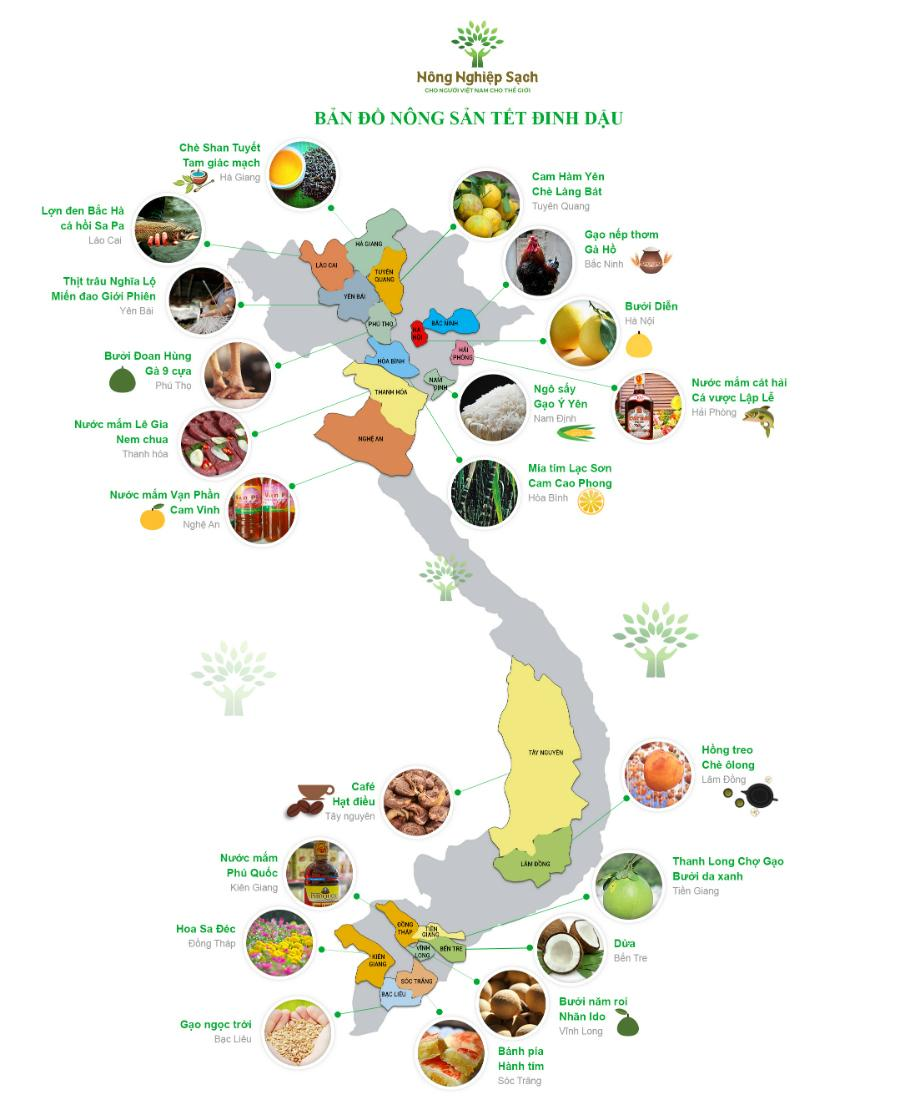 Nông Nghiệp Sạch
CHO NGƯỜI VIỆT NAM CHO THẾ GIỚI
BẢN ĐỒ NÔNG SẢN TẾT ĐINH DẬU
Chè Shan Tuyết
Tam giác mạch
Hà Giang
Cam Hàm Yên
Chè Làng Bát
Tuyên Quang
Lợn đen Bắc Hà
cá hồi Sa Pa
Lào Cai
Gạo nếp thơm
Gà Hồ
Bắc Ninh
Thịt trâu Nghĩa Lộ
Miến đao Giới Phiên
Yên Bái
Bưởi Diễn
Hà Nội
Bưởi Đoan Hùng
Gà 9 cựa
Phú Thọ
Nước mắm cát hải
Cá vược Lập Lễ
Hải Phòng
Ngô sấy
Gạo Ý Yên
Nam Định
Nước mắm Lê Gia
Nem chua
Thanh hóa
Mía tím Lạc Sơn
Cam Cao Phong
Hòa Bình
Nước mắm Vạn Phần
Cam Vinh
Nghệ An
HÀ GIANG
LÀO CAI
TUYÊN
QUANG
YÊN BÁI
PHÚ THỌ
HÀ
NỘI
BẮC NINH
HẢI
PHÒNG
HÒA BÌNH
NAM
ĐỊNH
THANH HÓA
NGHỆ AN
TÂY NGUYÊN
LÂM ĐỒNG
Hồng treo
Chè ôlong
Lâm Đồng
Café
Hạt điều
Tây nguyên
Nước mắm
Phú Quốc
Kiên Giang
Thanh Long Chợ Gạo
Bưởi da xanh
Tiền Giang
Hoa Sa Đéc
Đồng Tháp
Dừa
Bến Tre
ĐỒNG
THÁP
TIỀN
GIANG
VĨNH
LONG
BẾN TRE
KIÊN
GIANG
SÓC TRĂNG
BẠC LIÊU
Gạo ngọc trời
Bạc Liêu
Bưởi năm roi
Nhãn Ido
Vĩnh Long
Bánh pía
Hành tím
Sóc Trăng